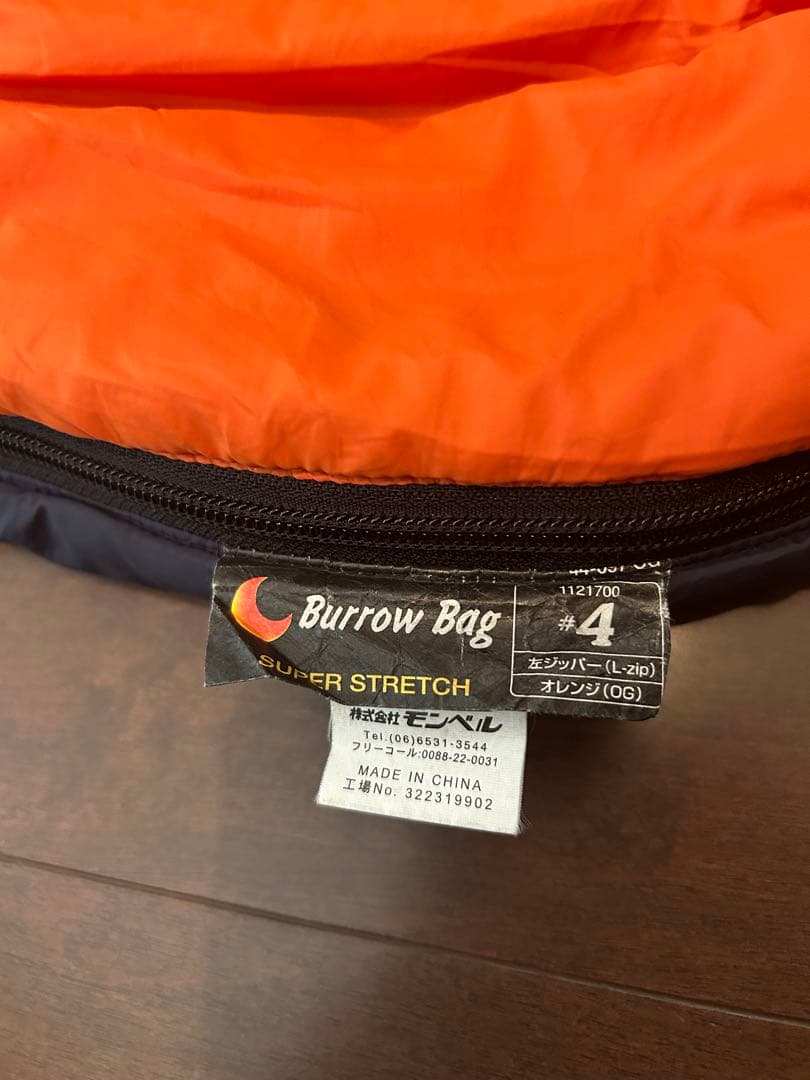 1121700
Burrow Bag
#4
SUPER STRETCH
左ジッパー(L-zip)
オレンジ(OG)
株式会社 モンベル
Tel.(06)6531-3544
フリーコール:0088-22-0031
MADE IN CHINA
工場No. 322319902